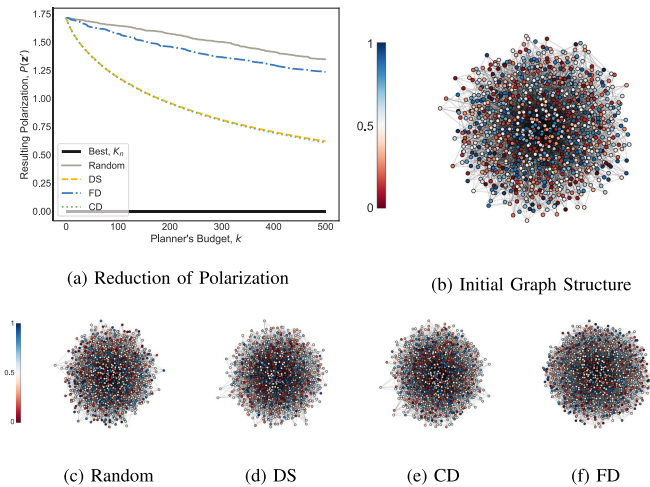 1.75
1.50
1.25
1.00
0.75
0.50
0.25
0.00
Resulting Polarization, P(z′)
Best, Kn
Random
DS
FD
CD
0 100 200 300 400 500
Planner's Budget, k
(a) Reduction of Polarization
1
0.5
0
(b) Initial Graph Structure
1
0.5
0
(c) Random
(d) DS
(e) CD
(f) FD